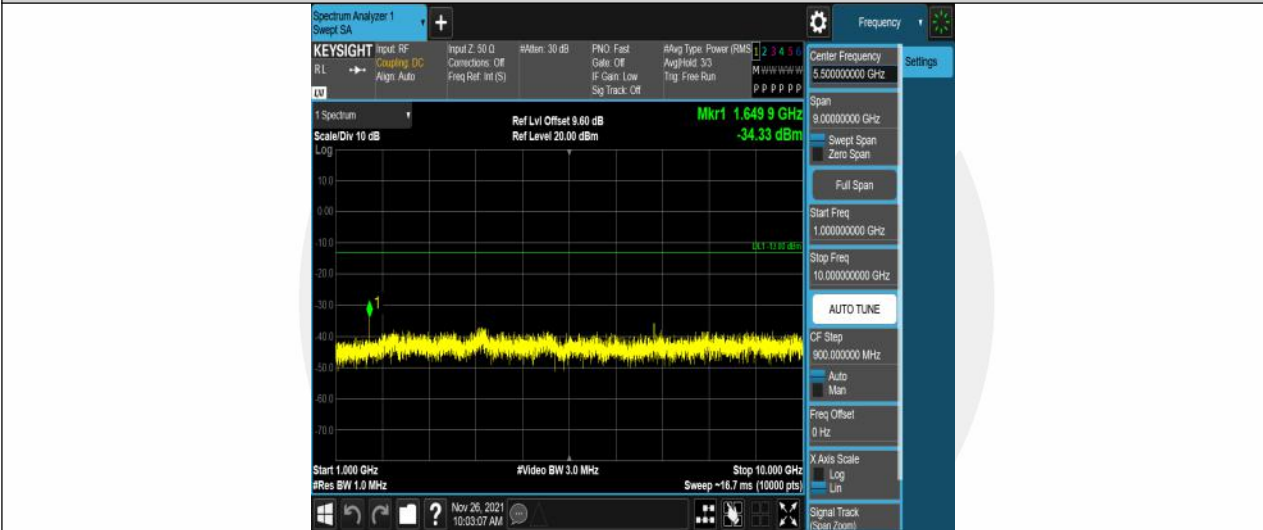 Spectrum Analyzer 1
Swept SA
Frequency
KEYSIGHT
Input: RF
Coupling: DC
Align: Auto
Input Z: 50 Ω
Corrections: Off
Freq Ref: Int (S)
#Atten: 30 dB
PNO: Fast
Gate: Off
IF Gain: Low
Sig Track: Off
#Avg Type: Power (RMS
Avg|Hold: 3/3
Trig: Free Run
1 2 3 4 5 6
M W W W W W
P P P P P P
RL
LV
1 Spectrum
Scale/Div 10 dB
Log
Ref Lvl Offset 9.60 dB
Ref Level 20.00 dBm
Mkr1 1.649 9 GHz
-34.33 dBm
10.0
0.00
-10.0
DL1 -13.00 dBm
-20.0
-30.0
1
-40.0
-50.0
-60.0
-70.0
Start 1.000 GHz
#Res BW 1.0 MHz
#Video BW 3.0 MHz
Stop 10.000 GHz
Sweep ~16.7 ms (10000 pts)
?
Nov 26, 2021
10:03:07 AM
Settings
Center Frequency
5.500000000 GHz
Span
9.00000000 GHz
Swept Span
Zero Span
Full Span
Start Freq
1.000000000 GHz
Stop Freq
10.000000000 GHz
AUTO TUNE
CF Step
900.000000 MHz
Auto
Man
Freq Offset
0 Hz
X Axis Scale
Log
Lin
Signal Track
(Span Zoom)